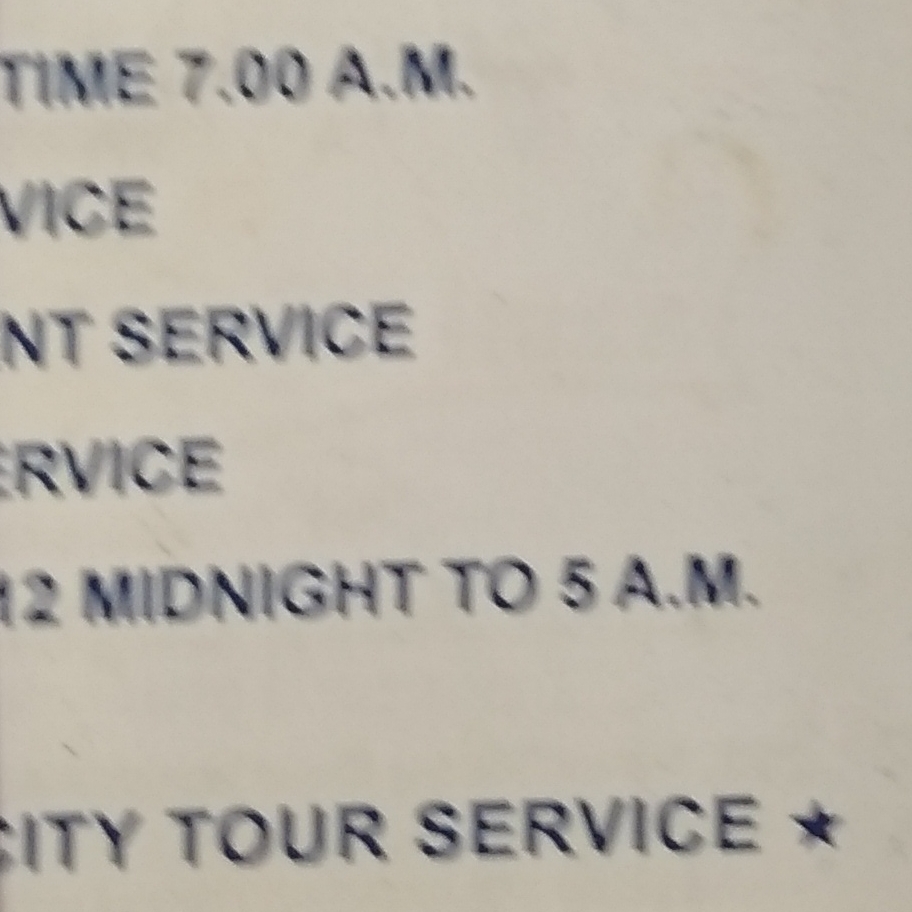 TIME 7.00 A.M.
VICE
NT SERVICE
ERVICE
12 MIDNIGHT TO 5 A.M.
CITY TOUR SERVICE ★